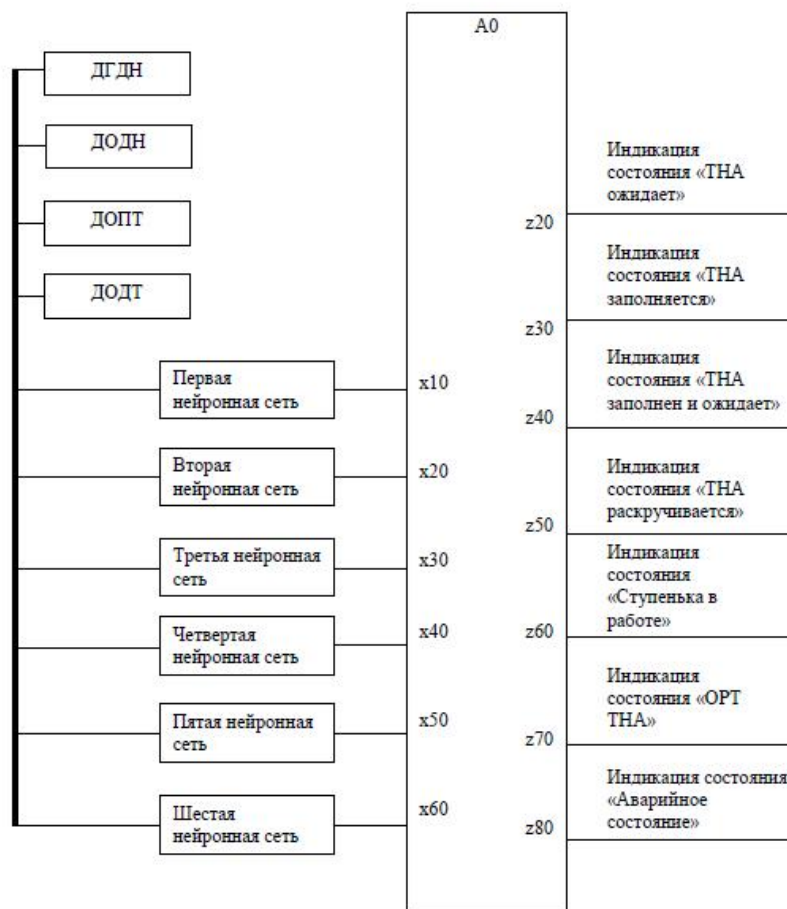 А0
ДГДН
ДОДН
ДОПТ
ДОДТ
Первая
нейронная сеть
Вторая
нейронная сеть
Третья нейронная
сеть
Четвертая
нейронная сеть
Пятая нейронная
сеть
Шестая
нейронная сеть
x10
x20
x30
x40
x50
x60
z20
z30
z40
z50
z60
z70
z80
Индикация
состояния «ТНА
ожидает»
Индикация
состояния «ТНА
заполняется»
Индикация
состояния «ТНА
заполнен и ожидает»
Индикация
состояния «ТНА
раскручивается»
Индикация
состояния
«Ступенька в
работе»
Индикация
состояния «ОРТ
ТНА»
Индикация состояния
«Аварийное
состояние»